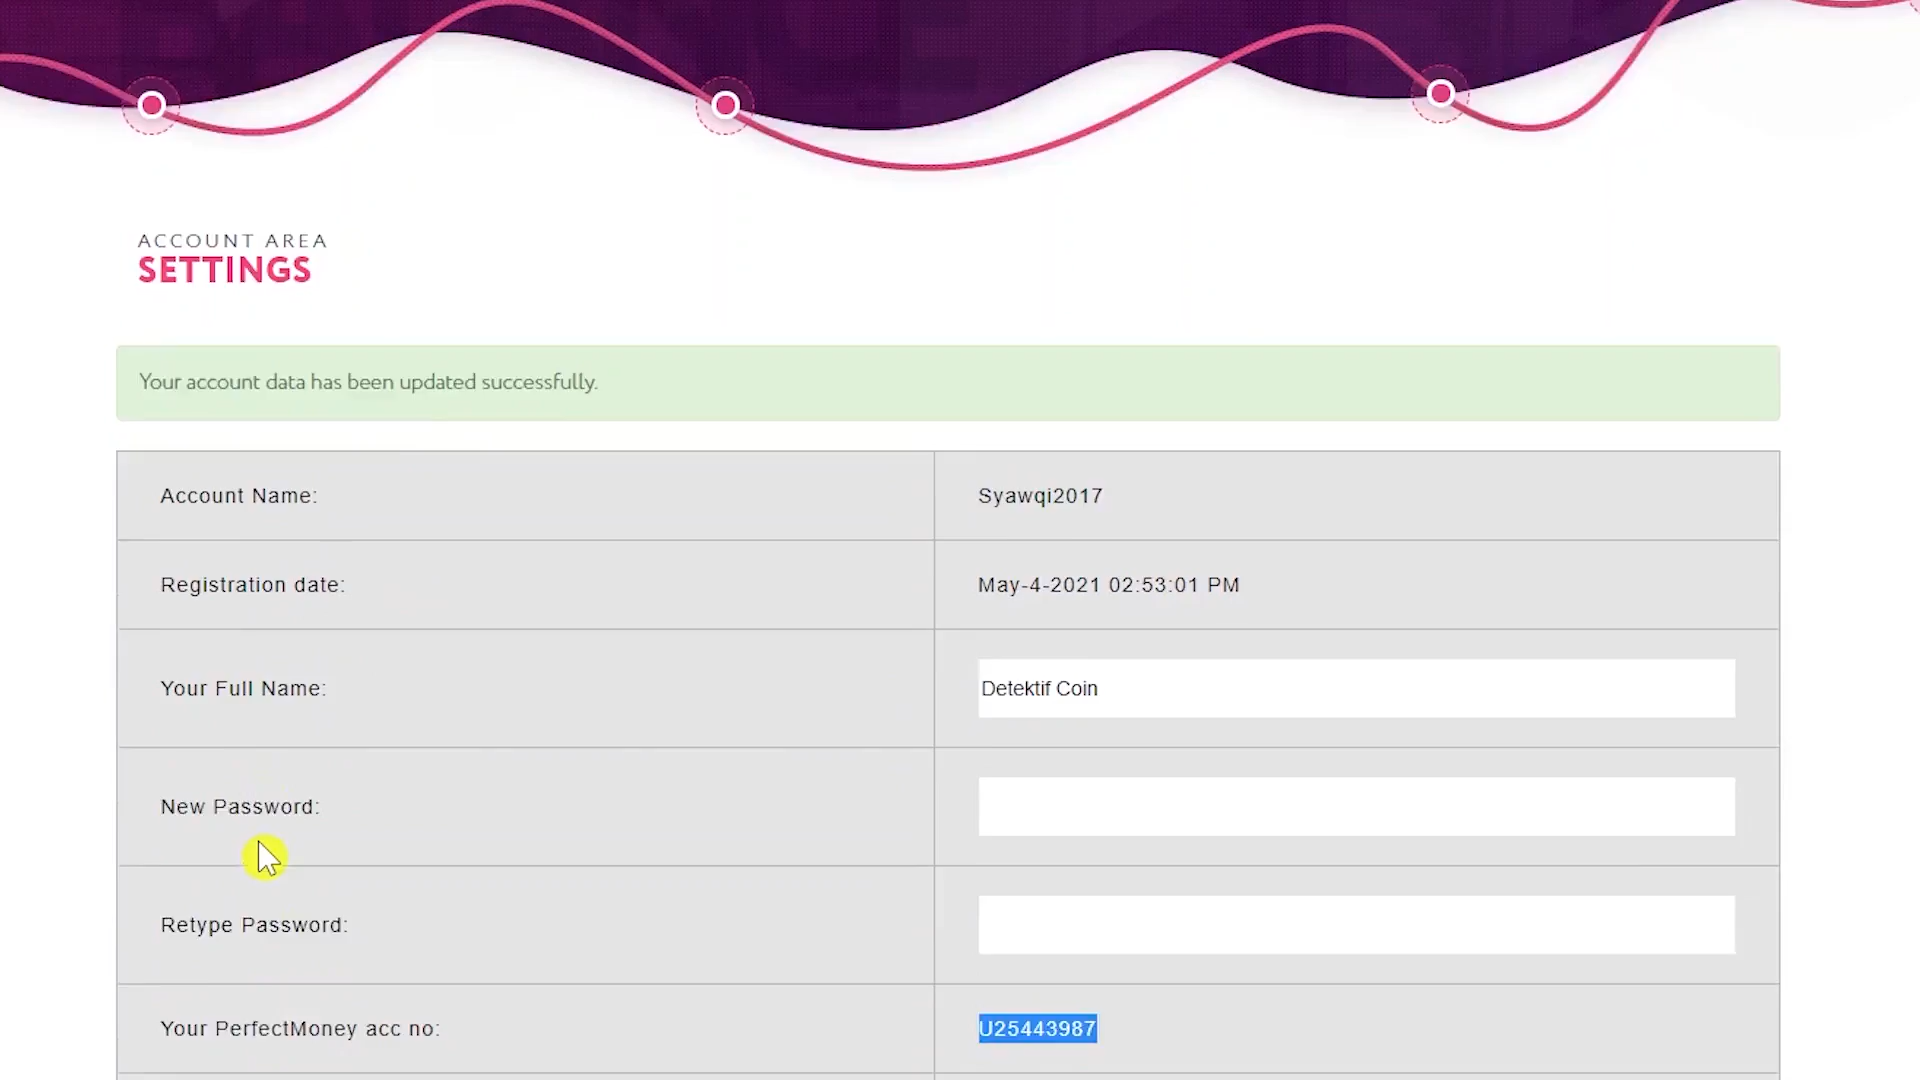 ACCOUNT AREA
SETTINGS
Your account data has been updated successfully.
Account Name: Syawqi2017
Registration date: May-4-2021 02:53:01 PM
Your Full Name: Detektif Coin
New Password:
Retype Password:
Your PerfectMoney acc no: U25443987